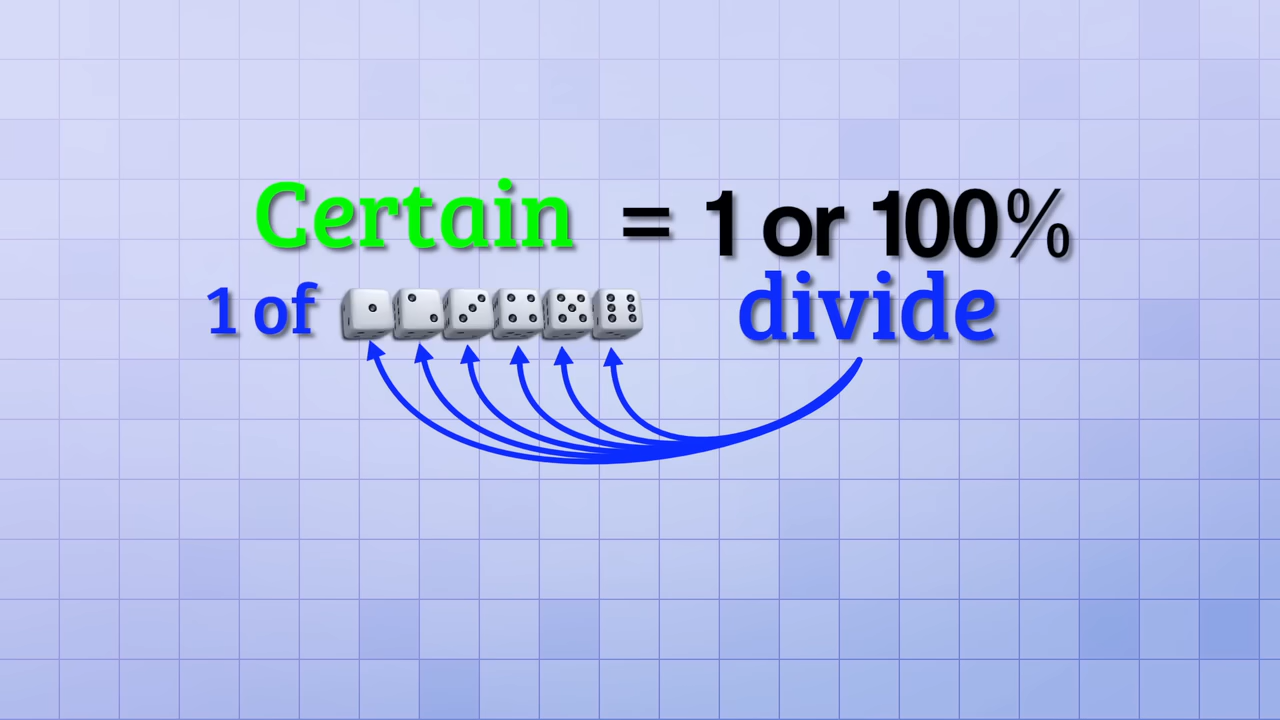 Certain = 1 or 100%
1 of divide